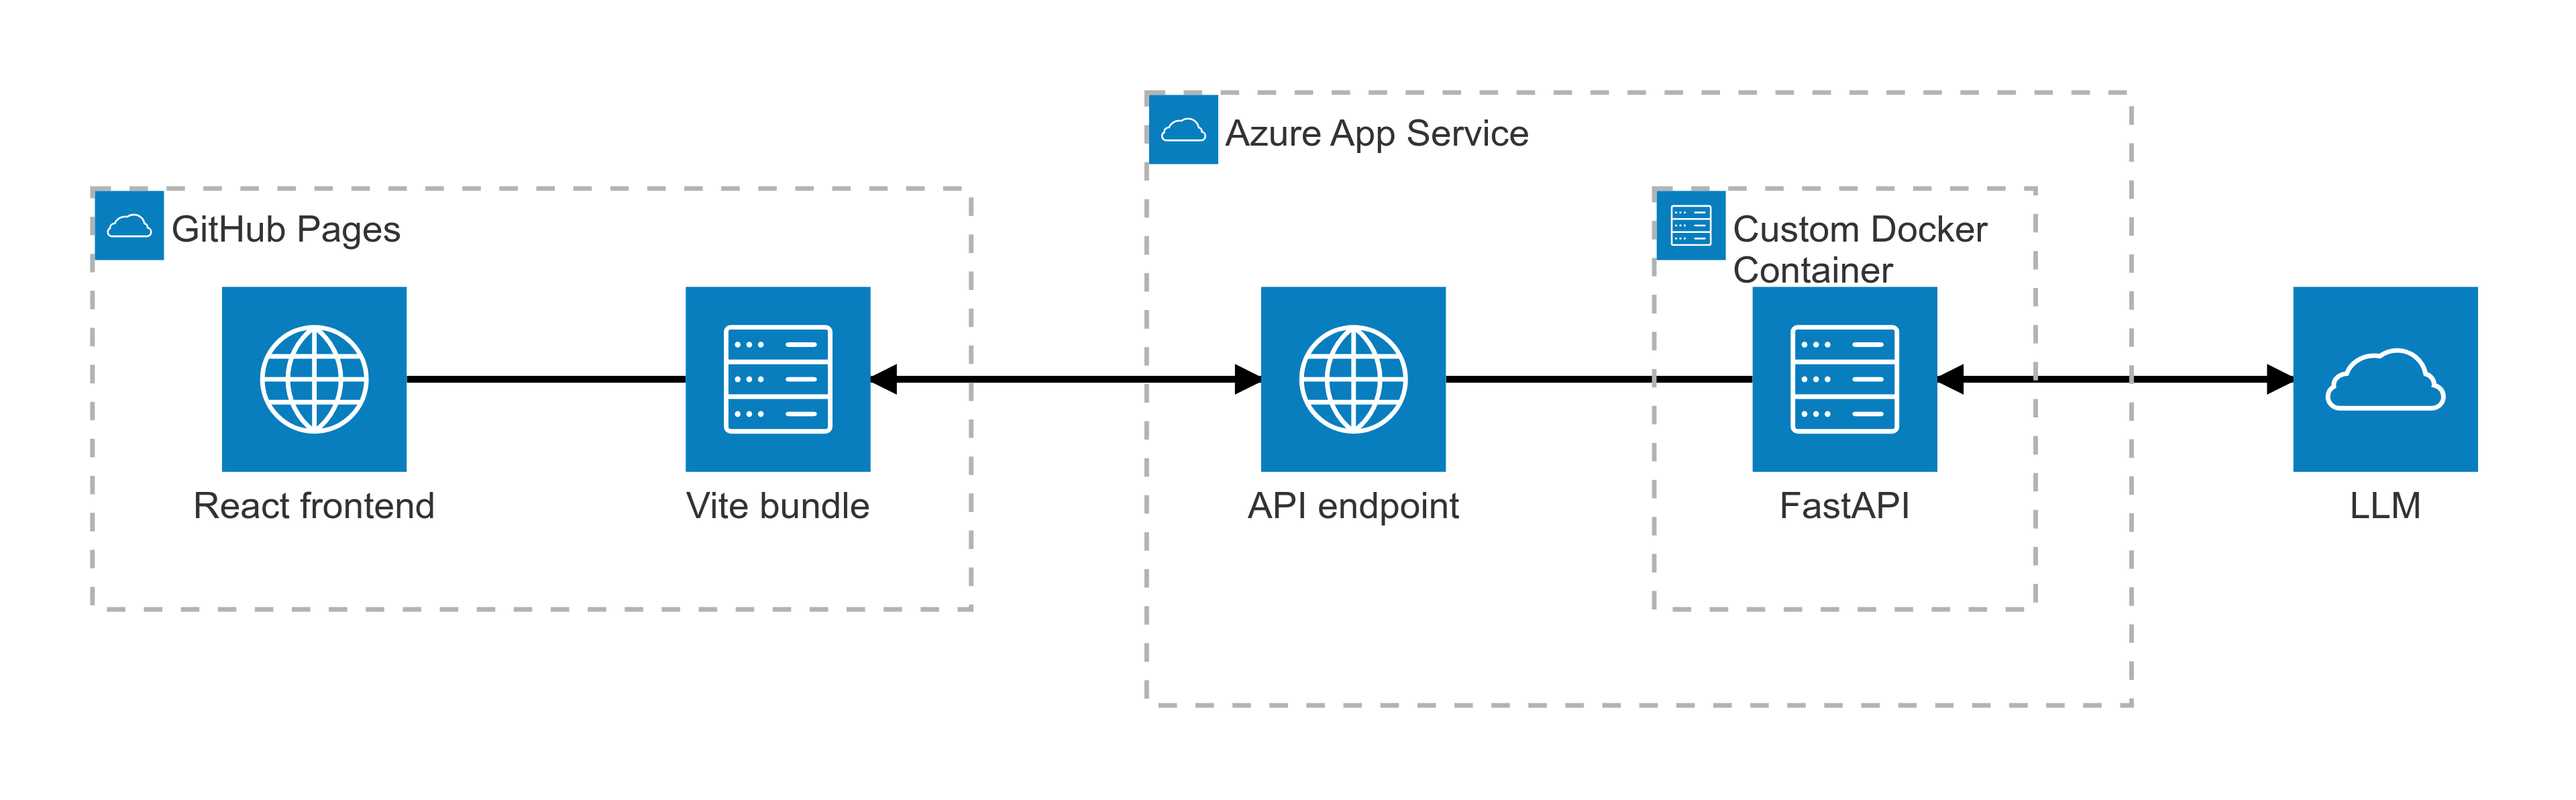 Azure App Service
GitHub Pages
Custom Docker
Container
React frontend
Vite bundle
API endpoint
FastAPI
LLM